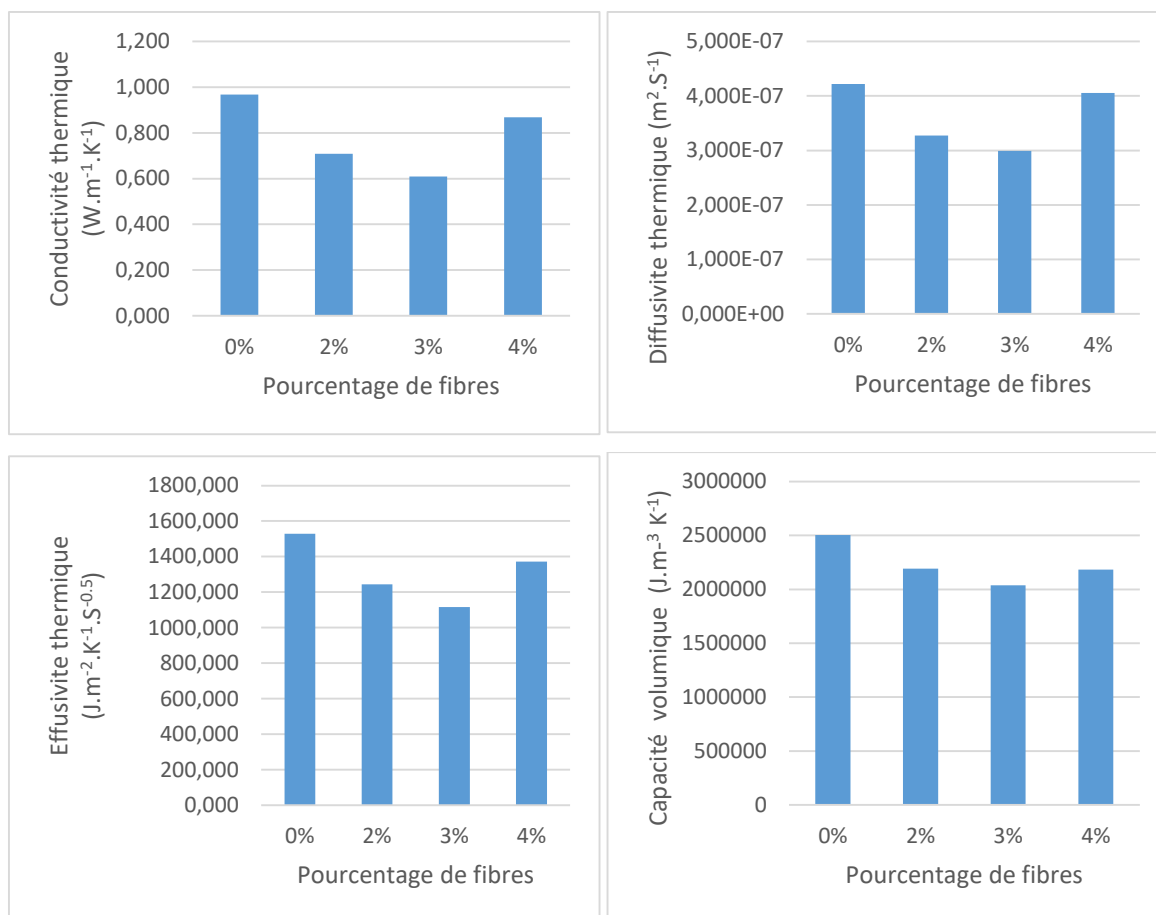 Conductivité thermique
(W.m-1.K-1)
1,200
1,000
0,800
0,600
0,400
0,200
0,000
0% 2% 3% 4%
Pourcentage de fibres
Diffusivite thermique (m2.S-1)
5,000E-07
4,000E-07
3,000E-07
2,000E-07
1,000E-07
0,000E+00
0% 2% 3% 4%
Pourcentage de fibres
Effusivite thermique
(J.m-2.K-1.S-0.5)
1800,000
1600,000
1400,000
1200,000
1000,000
800,000
600,000
400,000
200,000
0,000
0% 2% 3% 4%
Pourcentage de fibres
Capacité volumique (J.m-3 K-1)
3000000
2500000
2000000
1500000
1000000
500000
0
0% 2% 3% 4%
Pourcentage de fibres